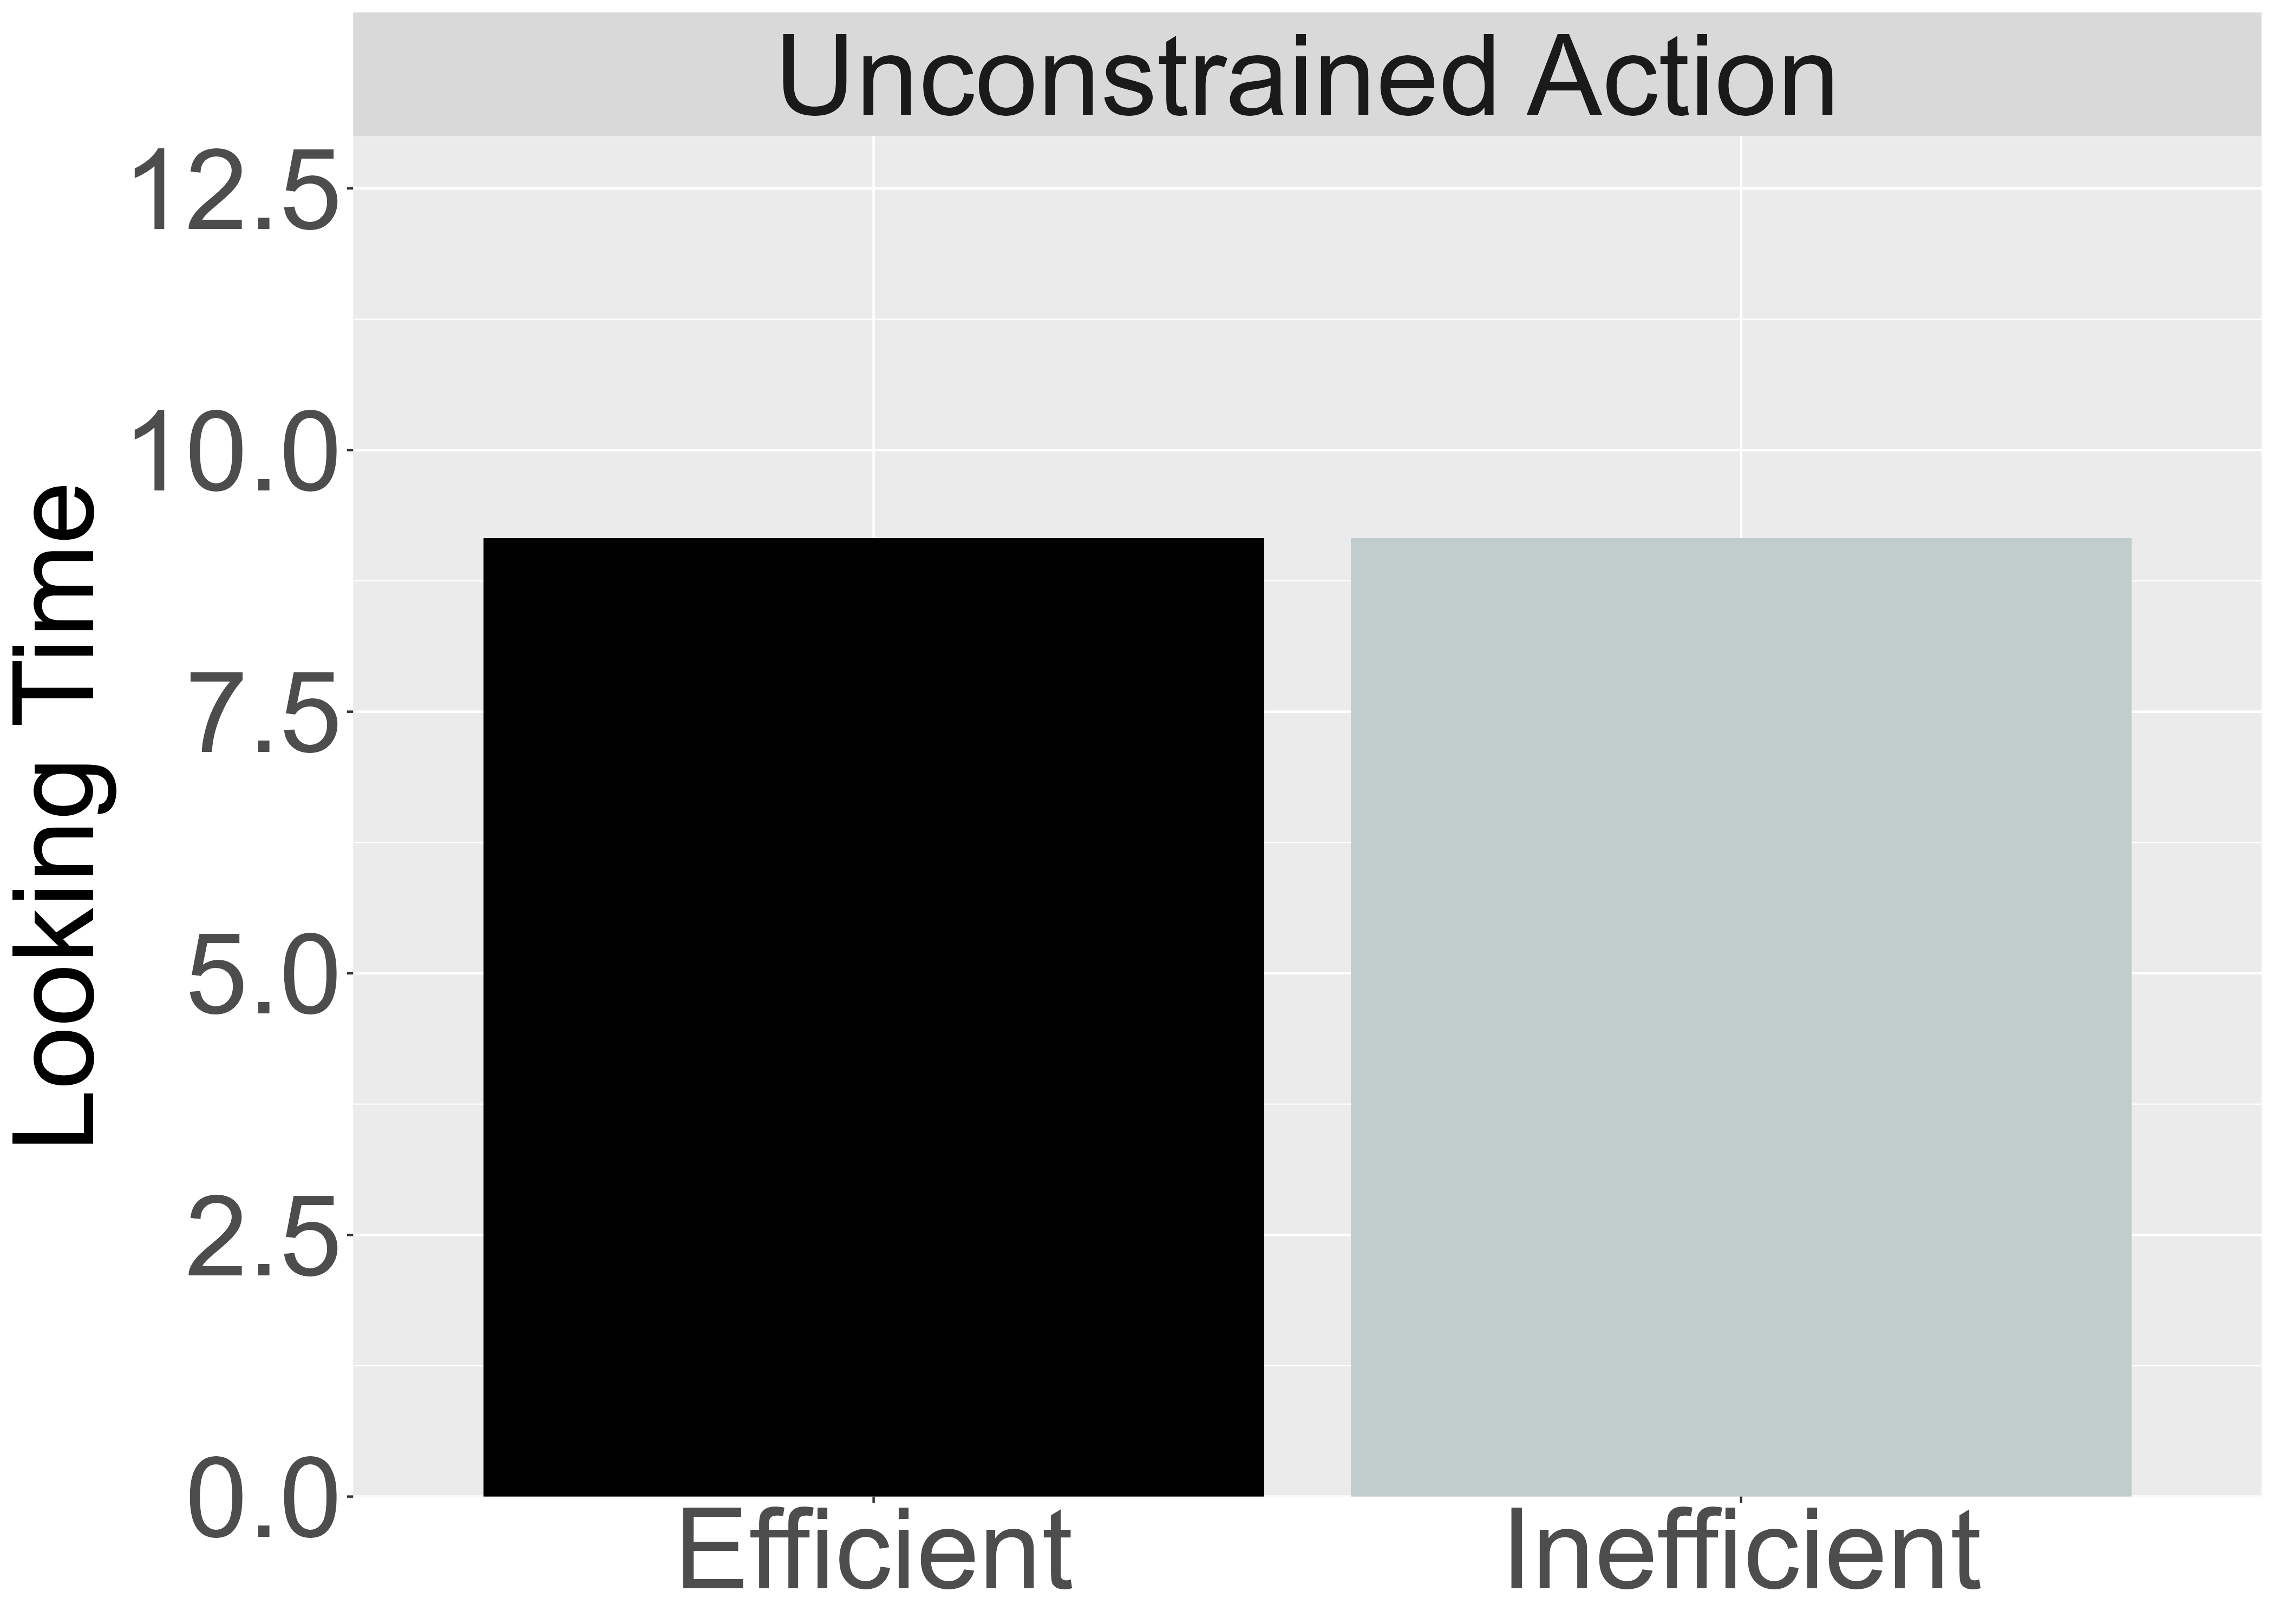 Unconstrained Action
12.5
10.0
7.5
5.0
2.5
0.0
Looking Time
Efficient
Inefficient